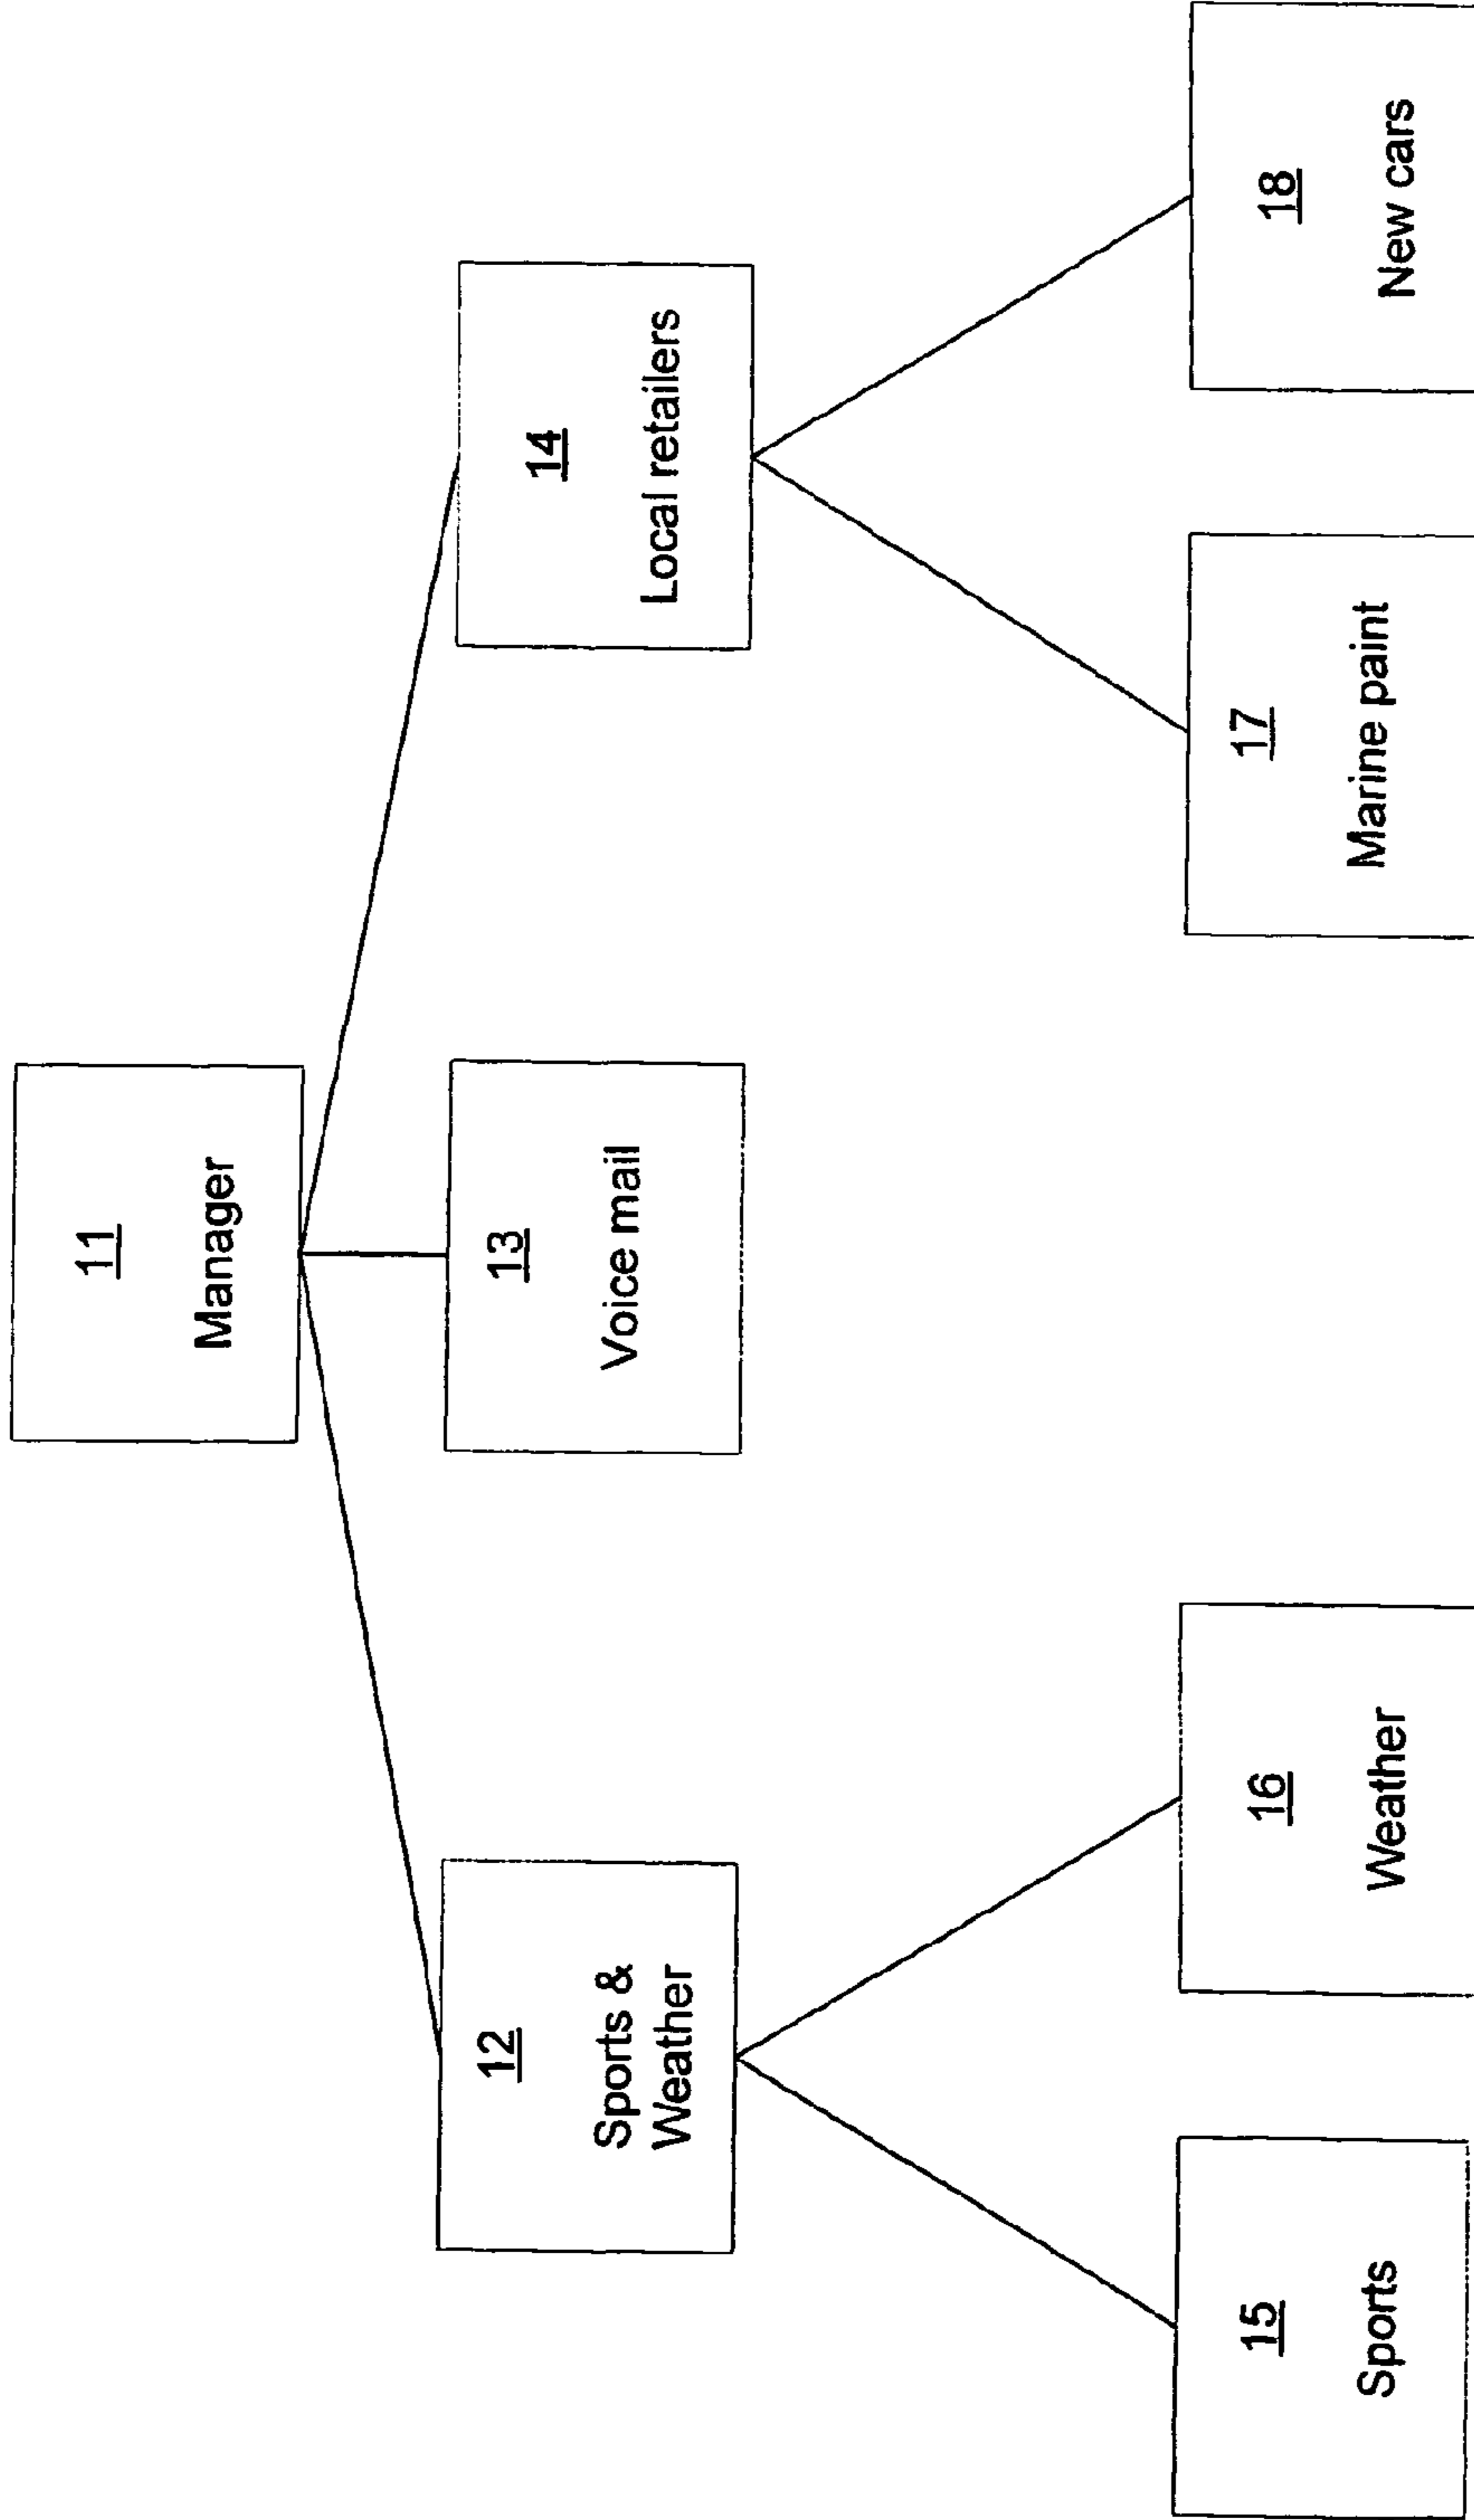 11
Manager
12
Sports &
Weather
13
Voice mail
14
Local retailers
15
Sports
16
Weather
17
Marine paint
18
New cars